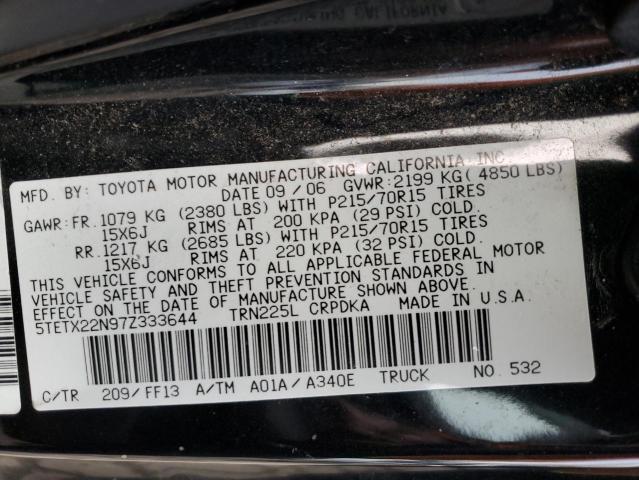 MFD. BY: TOYOTA MOTOR MANUFACTURING CALIFORNIA, INC.
DATE 09/06 GVWR: 2199 KG( 4850 LBS)
GAWR: FR. 1079 KG (2380 LBS) WITH P215/70R15 TIRES
15X6J RIMS AT 200 KPA (29 PSI) COLD.
RR. 1217 KG (2685 LBS) WITH P215/70R15 TIRES
15X6J RIMS AT 220 KPA (32 PSI) COLD.
THIS VEHICLE CONFORMS TO ALL APPLICABLE FEDERAL MOTOR
VEHICLE SAFETY AND THEFT PREVENTION STANDARDS IN
EFFECT ON THE DATE OF MANUFACTURE SHOWN ABOVE.
5TETX22N97Z333644 TRN225L CRPDKA MADE IN U.S.A.
C/TR 209/FF13 A/TM A01A/A340E TRUCK NO. 532